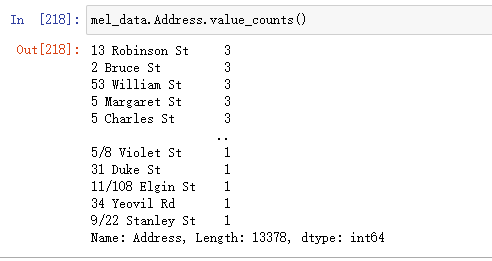 In [218]: mel_data.Address.value_counts()
Out[218]: 13 Robinson St 3
2 Bruce St 3
53 William St 3
5 Margaret St 3
5 Charles St 3
..
5/8 Violet St 1
31 Duke St 1
11/108 Elgin St 1
34 Yeovil Rd 1
9/22 Stanley St 1
Name: Address, Length: 13378, dtype: int64